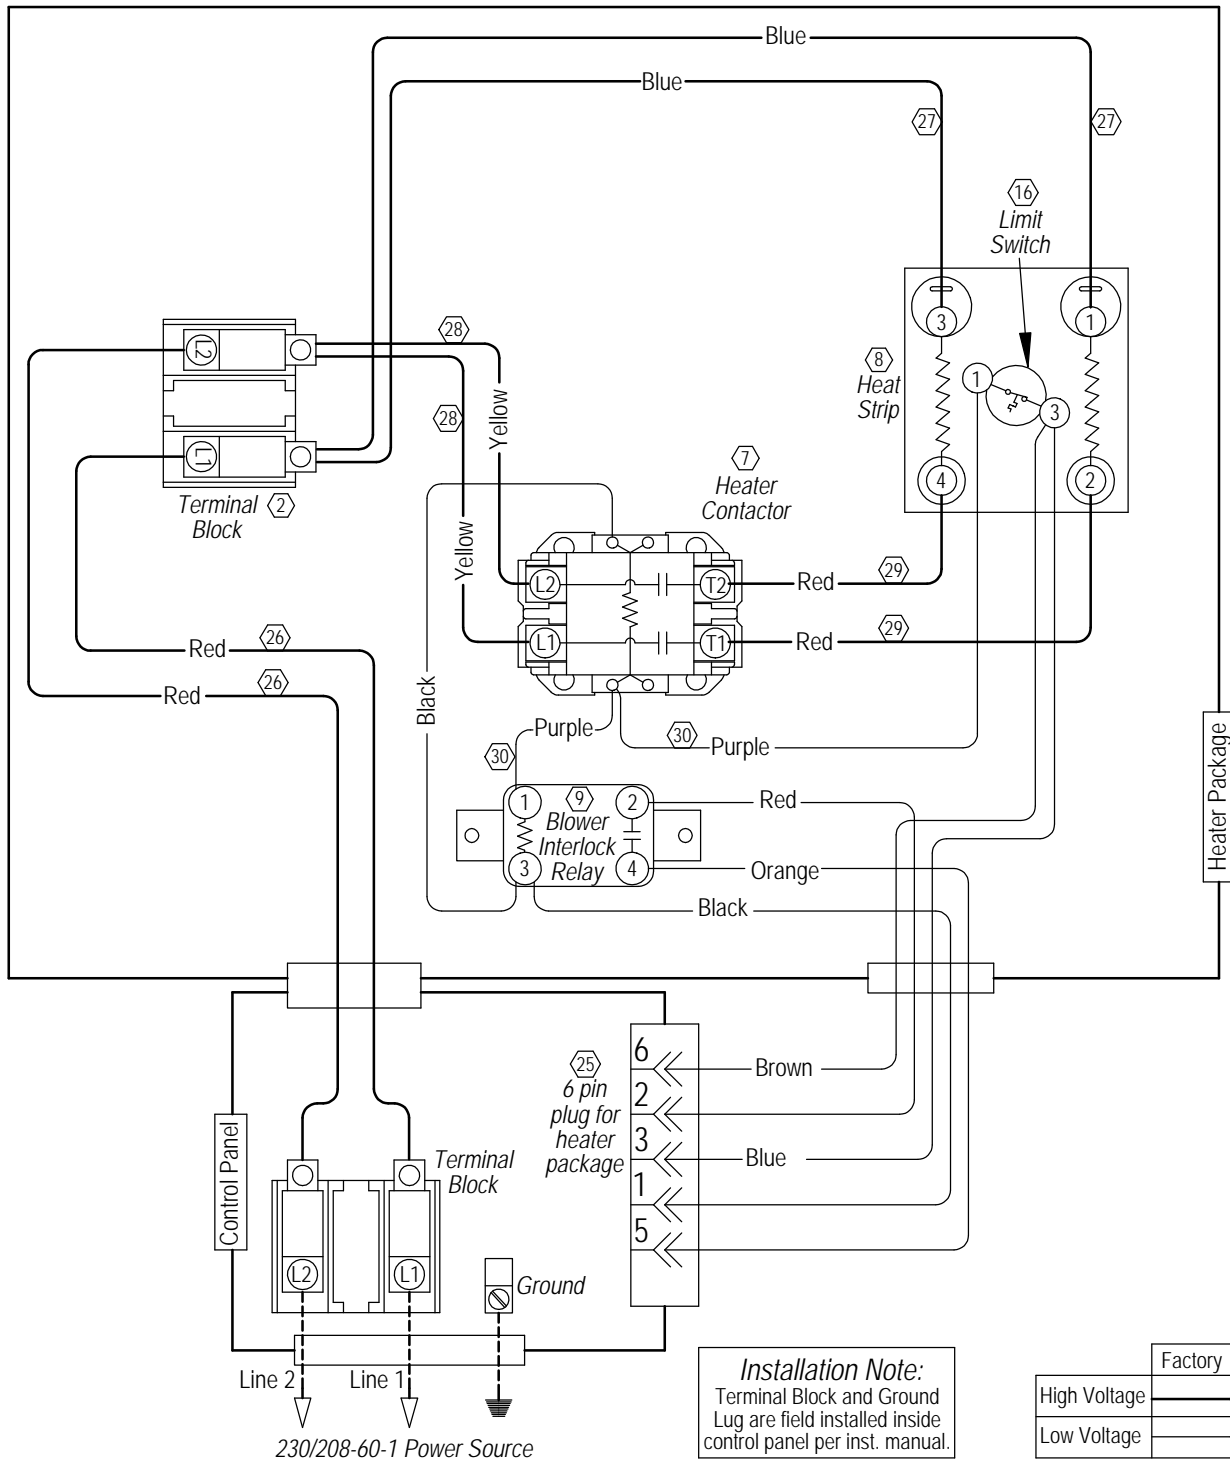 Blue
Blue
27
27
16
Limit
Switch
3
1
L2
28
8
Heat
Strip
1
3
28
Yellow
L1
7
Heater
Contactor
4
2
Terminal
Block
2
Yellow
L2
T2
Red
29
L1
T1
Red
29
Red
26
Red
26
Black
Purple
30
30
Purple
Heater Package
1
9
2
Red
Blower
Interlock
Relay
3
4
Orange
Black
25
6 pin
plug for
heater
package
6
Brown
2
3
Blue
1
5
Control Panel
Terminal
Block
L2
L1
Ground
Line 2
Line 1
230/208-60-1 Power Source
Installation Note:
Terminal Block and Ground
Lug are field installed inside
control panel per inst. manual.
Factory
High Voltage
Low Voltage